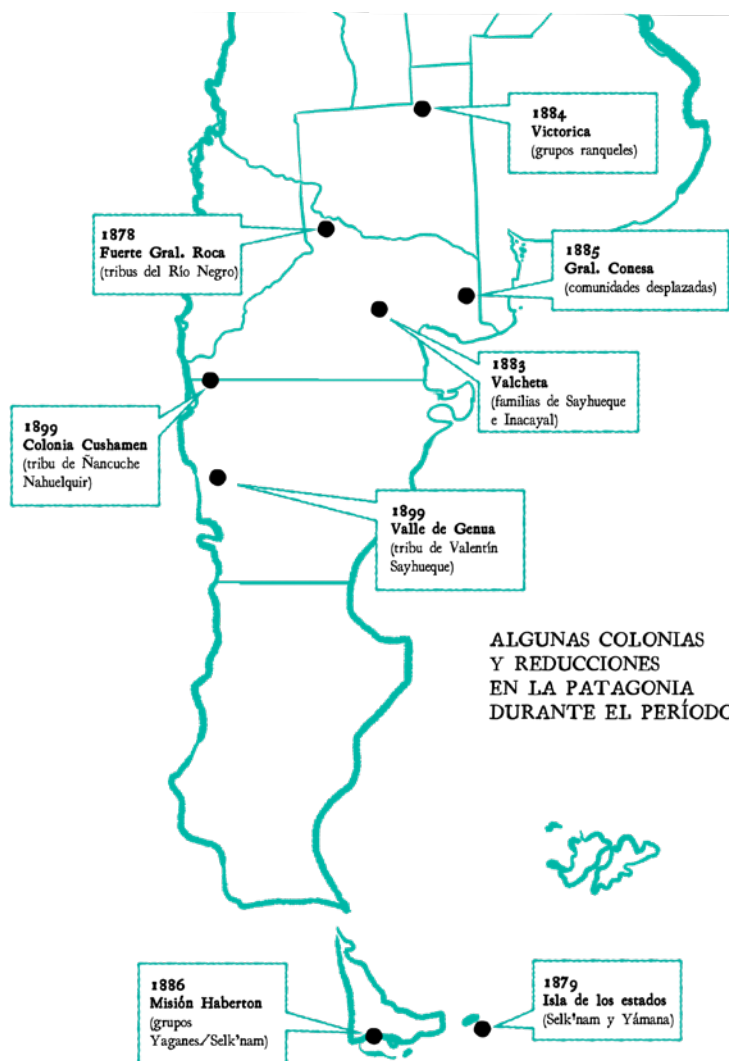 1884
Victorica
(grupos ranqueles)
1878
Fuerte Gral. Roca
(tribus del Río Negro)
1885
Gral. Conesa
(comunidades desplazadas)
1883
Valcheta
(familias de Sayhueque
e Inacayal)
1899
Colonia Cushamen
(tribu de Ñancuche
Nahuelquir)
1899
Valle de Genua
(tribu de Valentín
Sayhueque)
ALGUNAS COLONIAS
Y REDUCCIONES
EN LA PATAGONIA
DURANTE EL PERÍODO
1886
Misión Haberton
(grupos
Yaganes/Selk'nam)
1879
Isla de los estados
(Selk'nam y Yámana)